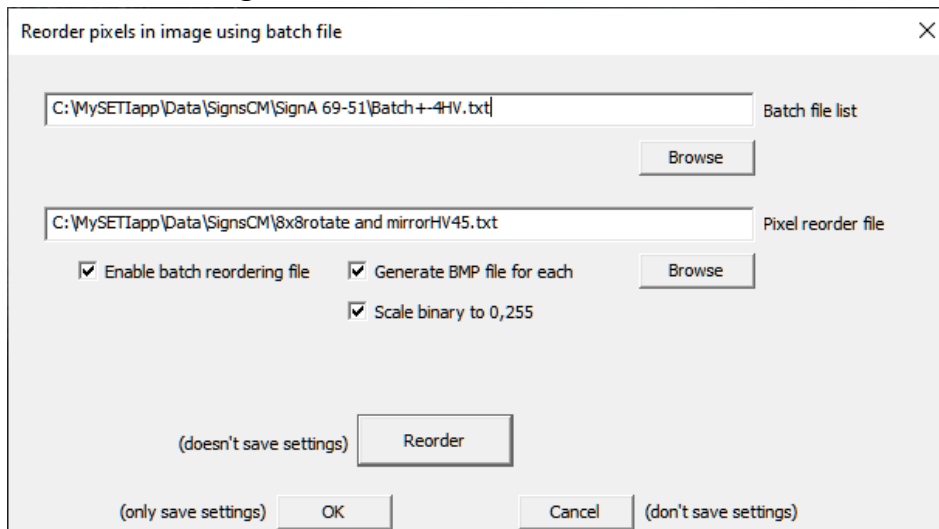 Reorder pixels in image using batch file
C:\MySETIapp\Data\SignsCM\SignA 69-51\Batch+-4HV.txt
Batch file list
Browse
C:\MySETIapp\Data\SignsCM\8x8rotate and mirrorHV45.txt
Pixel reorder file
Enable batch reordering file
Generate BMP file for each
Browse
Scale binary to 0,255
(doesn't save settings)
Reorder
(only save settings)
OK
Cancel
(don't save settings)